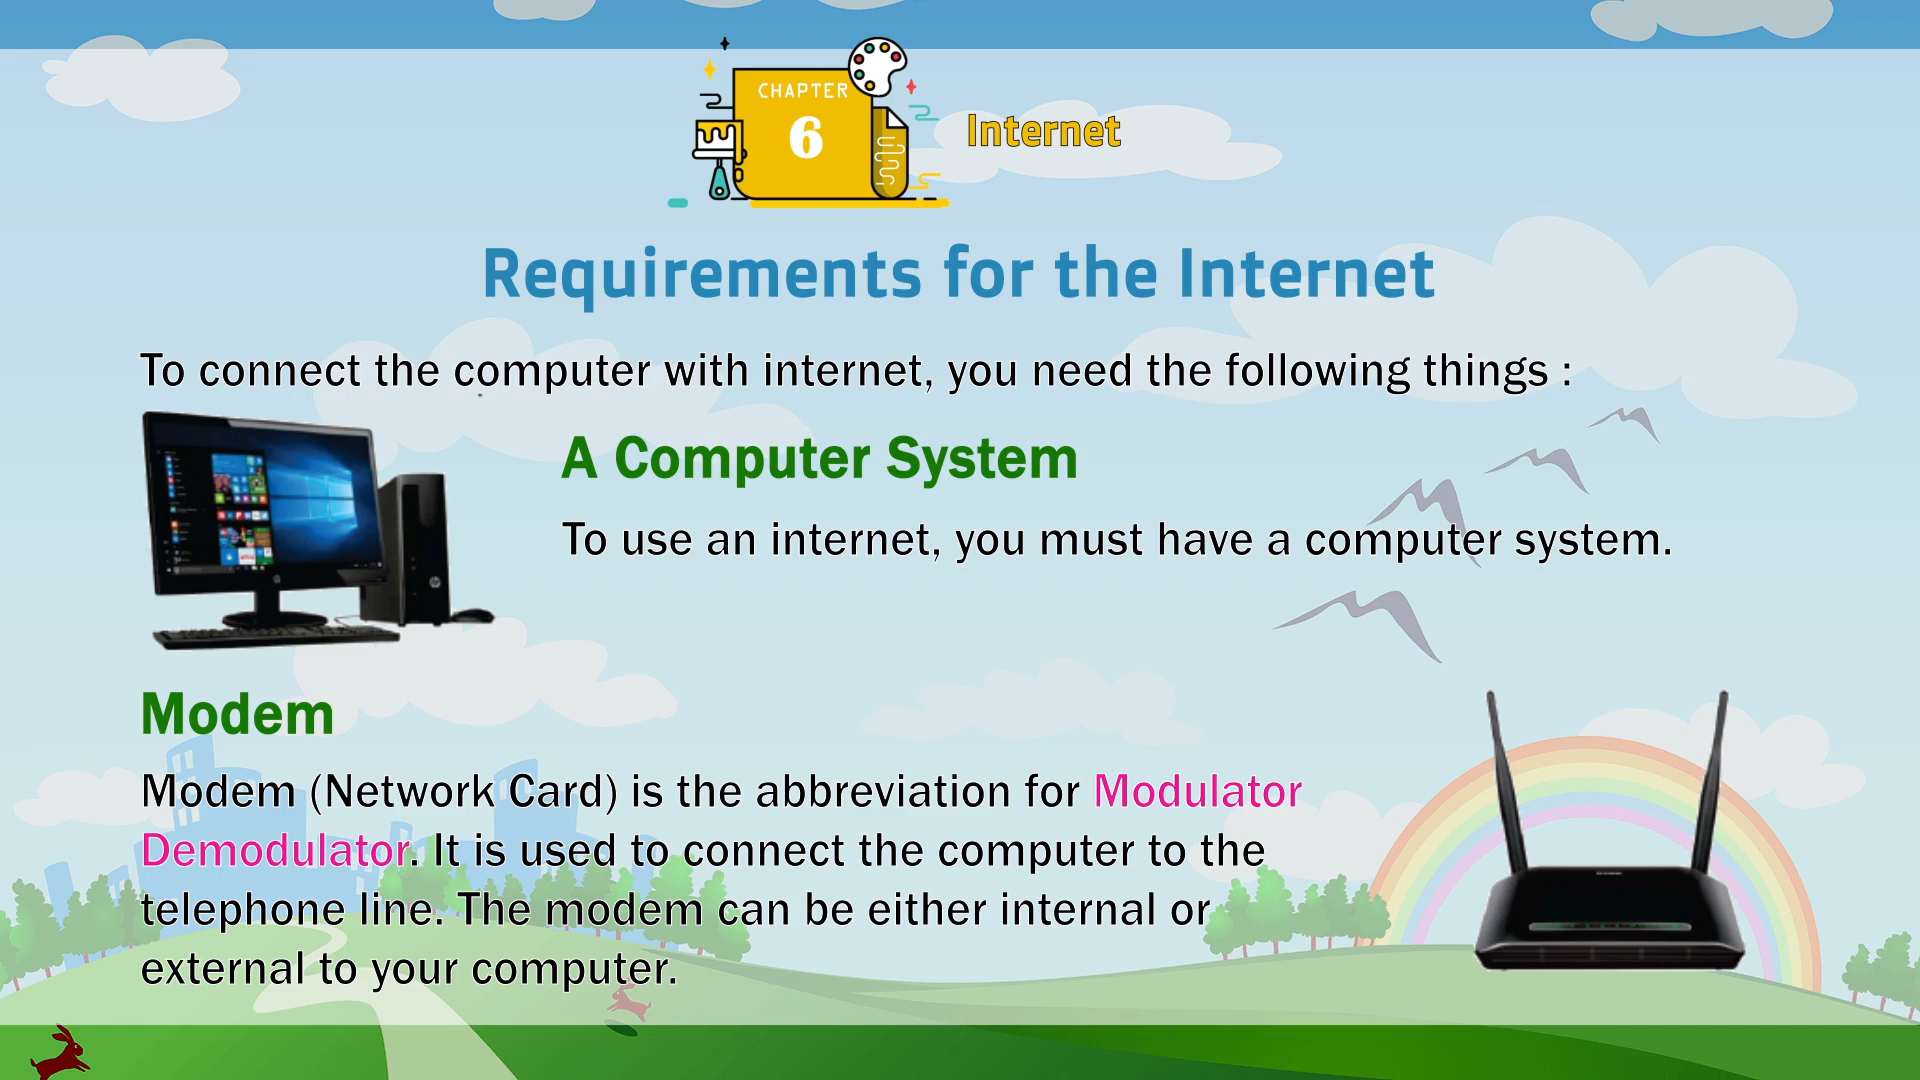 CHAPTER
6
Internet
Requirements for the Internet
To connect the computer with internet, you need the following things :
A Computer System
To use an internet, you must have a computer system.
Modem
Modem (Network Card) is the abbreviation for Modulator
Demodulator. It is used to connect the computer to the
telephone line. The modem can be either internal or
external to your computer.